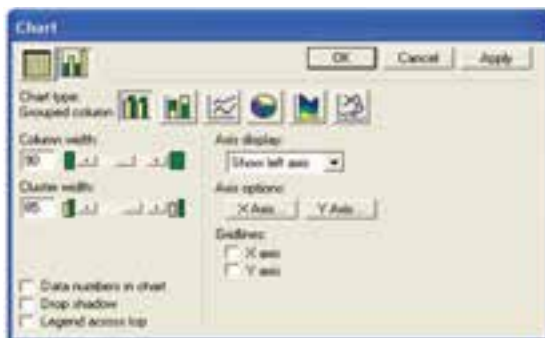 Chart
OK Cancel Apply
Chart type:
Grouped column
Column width:
90
Cluster width:
85
Axis display:
Show left axis
Axis options:
X Axis... Y Axis...
Gridlines:
X axis
Y axis
Data numbers in chart
Drop shadow
Legend across top